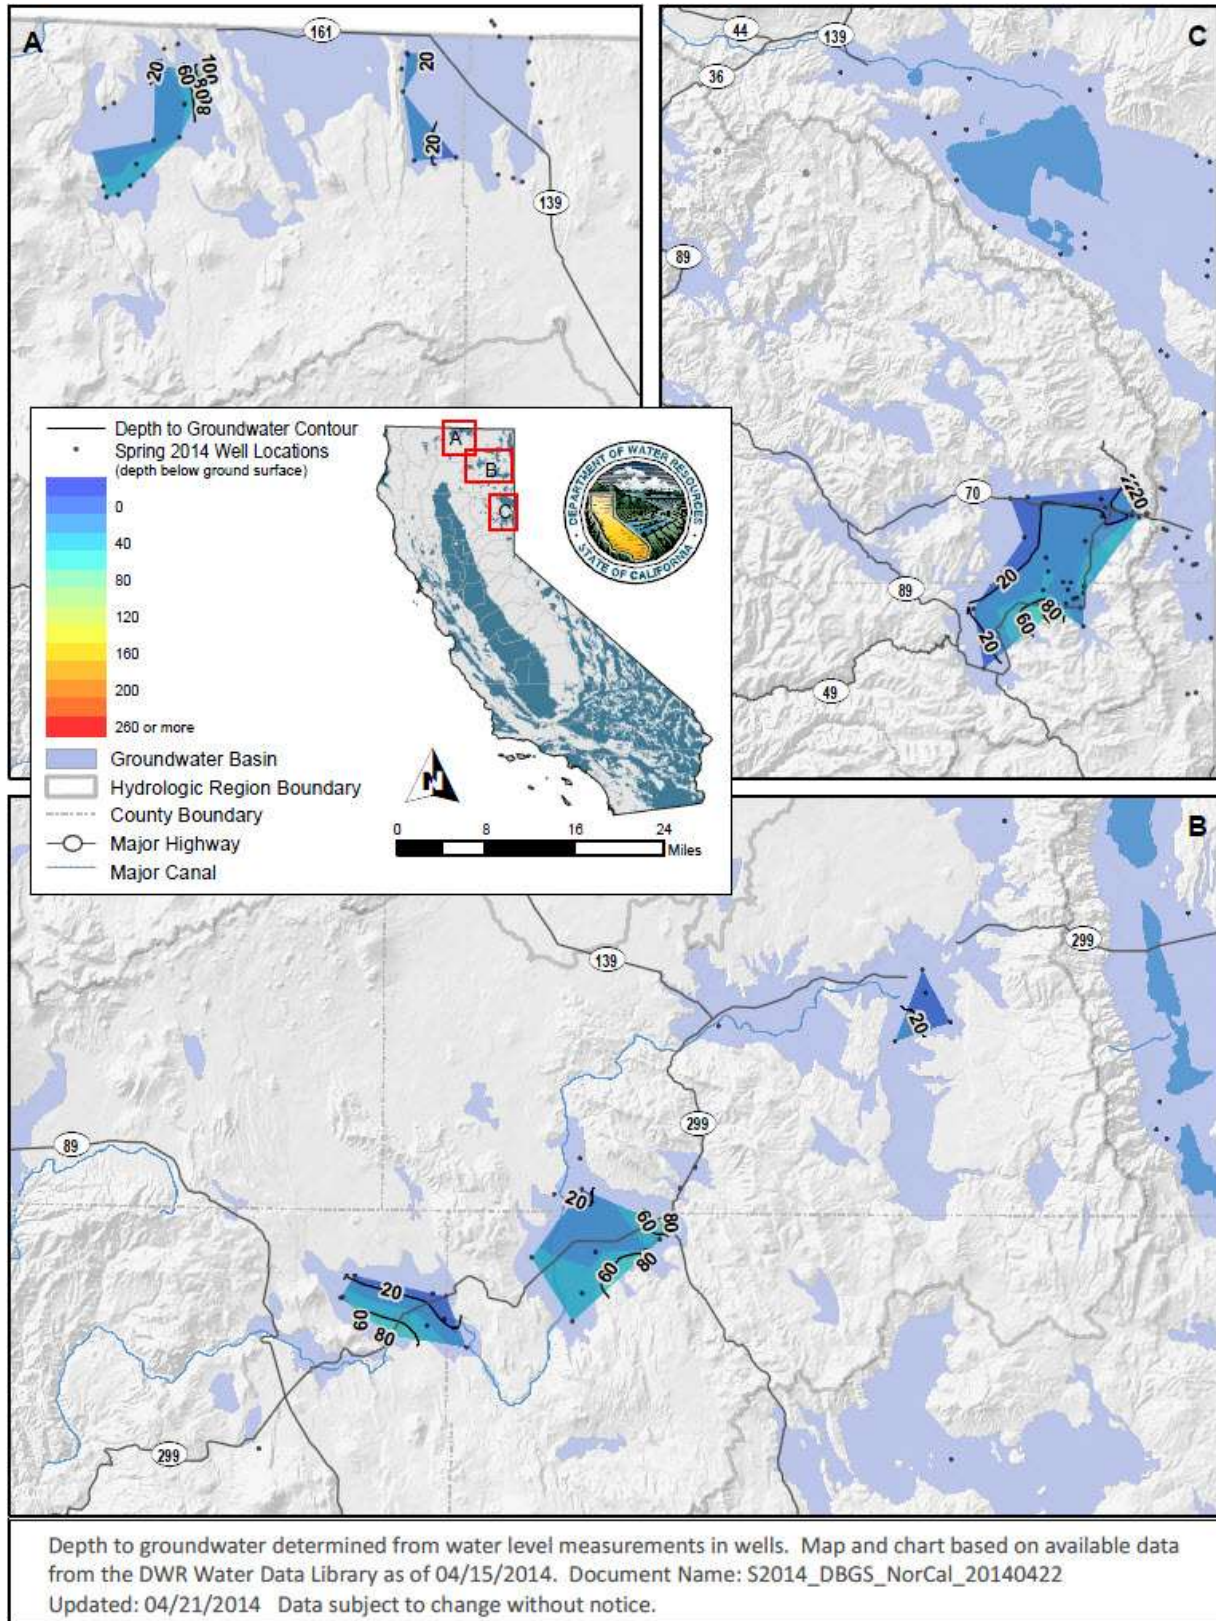 A
161
20
60
100
80
8
20
20
139
C
44
139
36
89
70
20
20
20
60
80
89
49
Depth to Groundwater Contour
Spring 2014 Well Locations
(depth below ground surface)
0
40
80
120
160
200
260 or more
Groundwater Basin
Hydrologic Region Boundary
County Boundary
Major Highway
Major Canal
A
B
C
DEPARTMENT OF WATER RESOURCES
STATE OF CALIFORNIA
N
0 8 16 24
Miles
B
299
139
20
299
89
20
60
80
60
80
20
60
80
299
Depth to groundwater determined from water level measurements in wells. Map and chart based on available data
from the DWR Water Data Library as of 04/15/2014. Document Name: S2014_DBGS_NorCal_20140422
Updated: 04/21/2014 Data subject to change without notice.